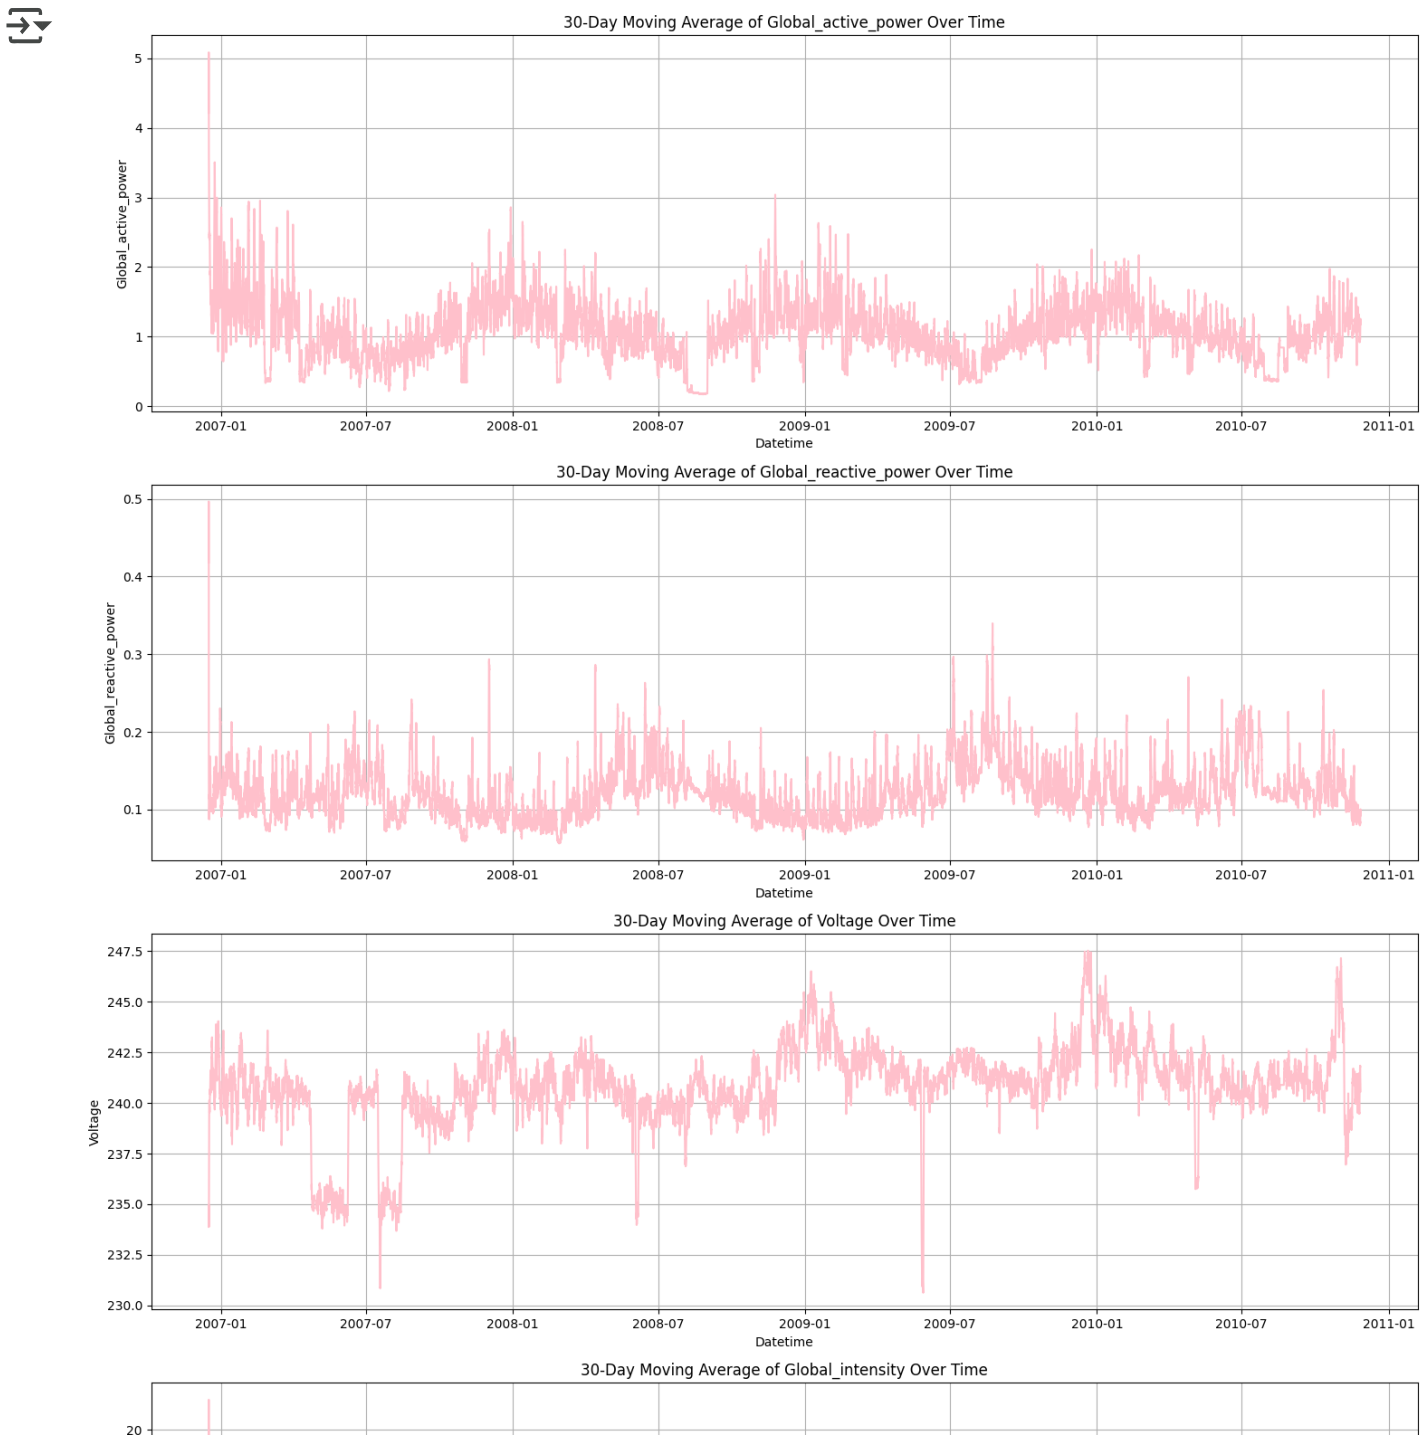 30-Day Moving Average of Global_active_power Over Time
5
4
3
2
1
0
Global_active_power
2007-01 2007-07 2008-01 2008-07 2009-01 2009-07 2010-01 2010-07 2011-01
Datetime
30-Day Moving Average of Global_reactive_power Over Time
0.5
0.4
0.3
0.2
0.1
Global_reactive_power
2007-01 2007-07 2008-01 2008-07 2009-01 2009-07 2010-01 2010-07 2011-01
Datetime
30-Day Moving Average of Voltage Over Time
247.5
245.0
242.5
240.0
237.5
235.0
232.5
230.0
Voltage
2007-01 2007-07 2008-01 2008-07 2009-01 2009-07 2010-01 2010-07 2011-01
Datetime
30-Day Moving Average of Global_intensity Over Time
20